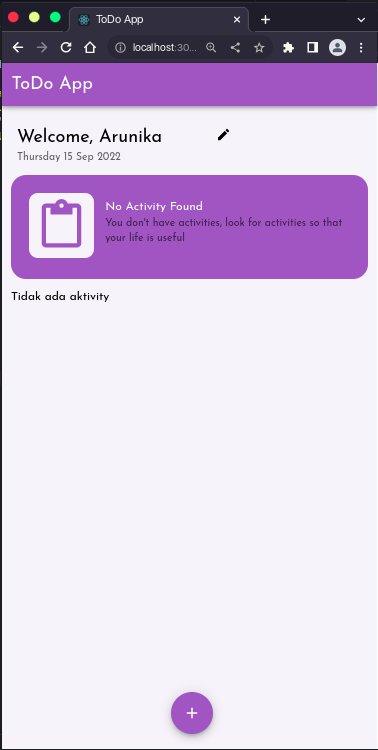 ToDo App
localhost:30...
ToDo App
Welcome, Arunika
Thursday 15 Sep 2022
No Activity Found
You don't have activities, look for activities so that
your life is useful
Tidak ada aktivity